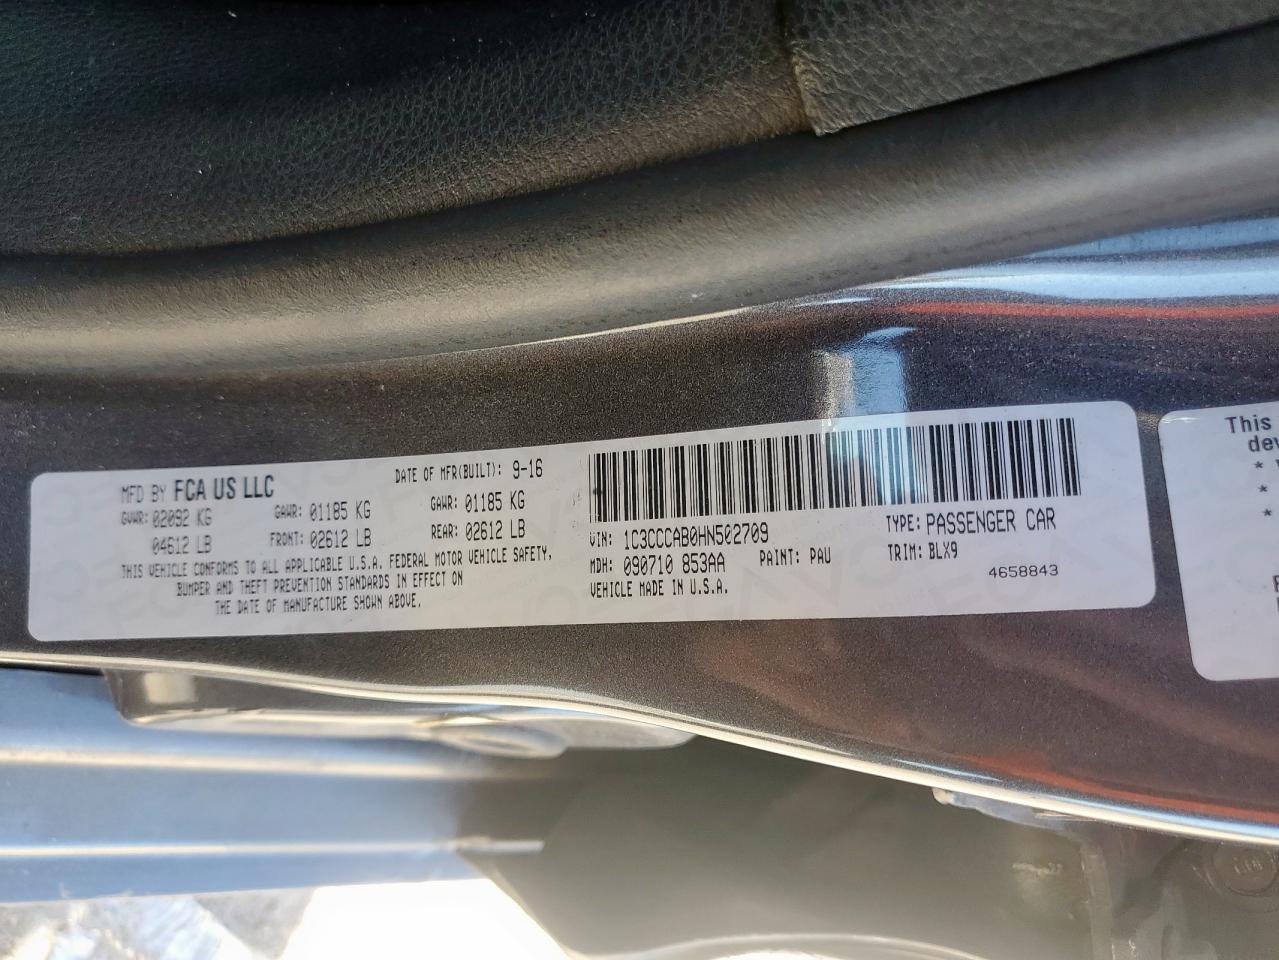 MFD BY FCA US LLC
DATE OF MFR(BUILT): 9-16
GVWR: 02092 KG
GAWR: 01185 KG
GAWR: 01185 KG
04612 LB
FRONT: 02612 LB
REAR: 02612 LB
THIS VEHICLE CONFORMS TO ALL APPLICABLE U.S.A. FEDERAL MOTOR VEHICLE SAFETY,
BUMPER AND THEFT PREVENTION STANDARDS IN EFFECT ON
THE DATE OF MANUFACTURE SHOWN ABOVE.
VIN: 1C3CCCAB0HN502709
TYPE: PASSENGER CAR
MDH: 090710 853AA
PAINT: PAU
TRIM: BLX9
VEHICLE MADE IN U.S.A.
4658843
This
dev
*
*
*